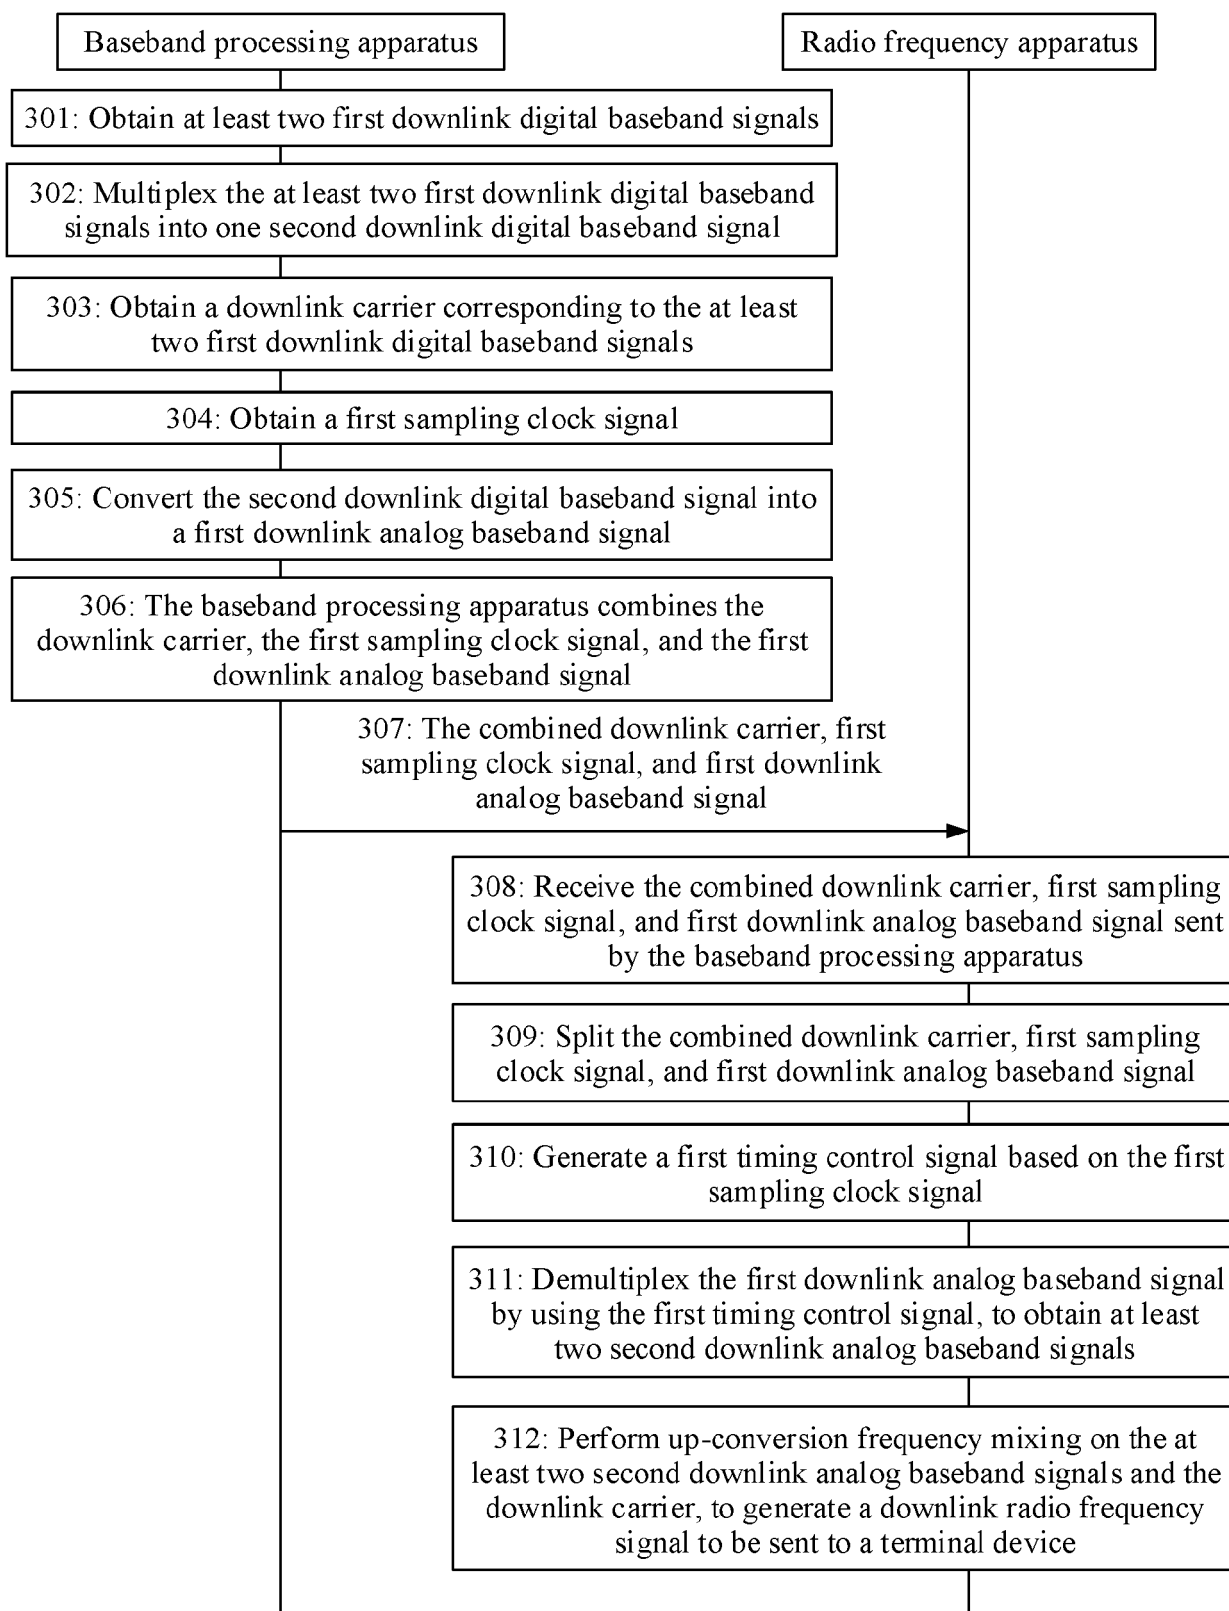 Baseband processing apparatus
Radio frequency apparatus
301: Obtain at least two first downlink digital baseband signals
302: Multiplex the at least two first downlink digital baseband
signals into one second downlink digital baseband signal
303: Obtain a downlink carrier corresponding to the at least
two first downlink digital baseband signals
304: Obtain a first sampling clock signal
305: Convert the second downlink digital baseband signal into
a first downlink analog baseband signal
306: The baseband processing apparatus combines the
downlink carrier, the first sampling clock signal, and the first
downlink analog baseband signal
307: The combined downlink carrier, first
sampling clock signal, and first downlink
analog baseband signal
308: Receive the combined downlink carrier, first sampling
clock signal, and first downlink analog baseband signal sent
by the baseband processing apparatus
309: Split the combined downlink carrier, first sampling
clock signal, and first downlink analog baseband signal
310: Generate a first timing control signal based on the first
sampling clock signal
311: Demultiplex the first downlink analog baseband signal
by using the first timing control signal, to obtain at least
two second downlink analog baseband signals
312: Perform up-conversion frequency mixing on the at
least two second downlink analog baseband signals and the
downlink carrier, to generate a downlink radio frequency
signal to be sent to a terminal device